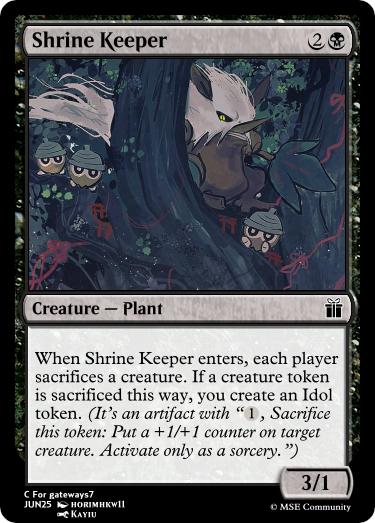 Shrine Keeper 2
Creature — Plant
When Shrine Keeper enters, each player
sacrifices a creature. If a creature token
is sacrificed this way, you create an Idol
token. (It's an artifact with “1, Sacrifice
this token: Put a +1/+1 counter on target
creature. Activate only as a sorcery.”)
3/1
C For gateways7
JUN25 HORIMHKW11
Kayiu
© MSE Community